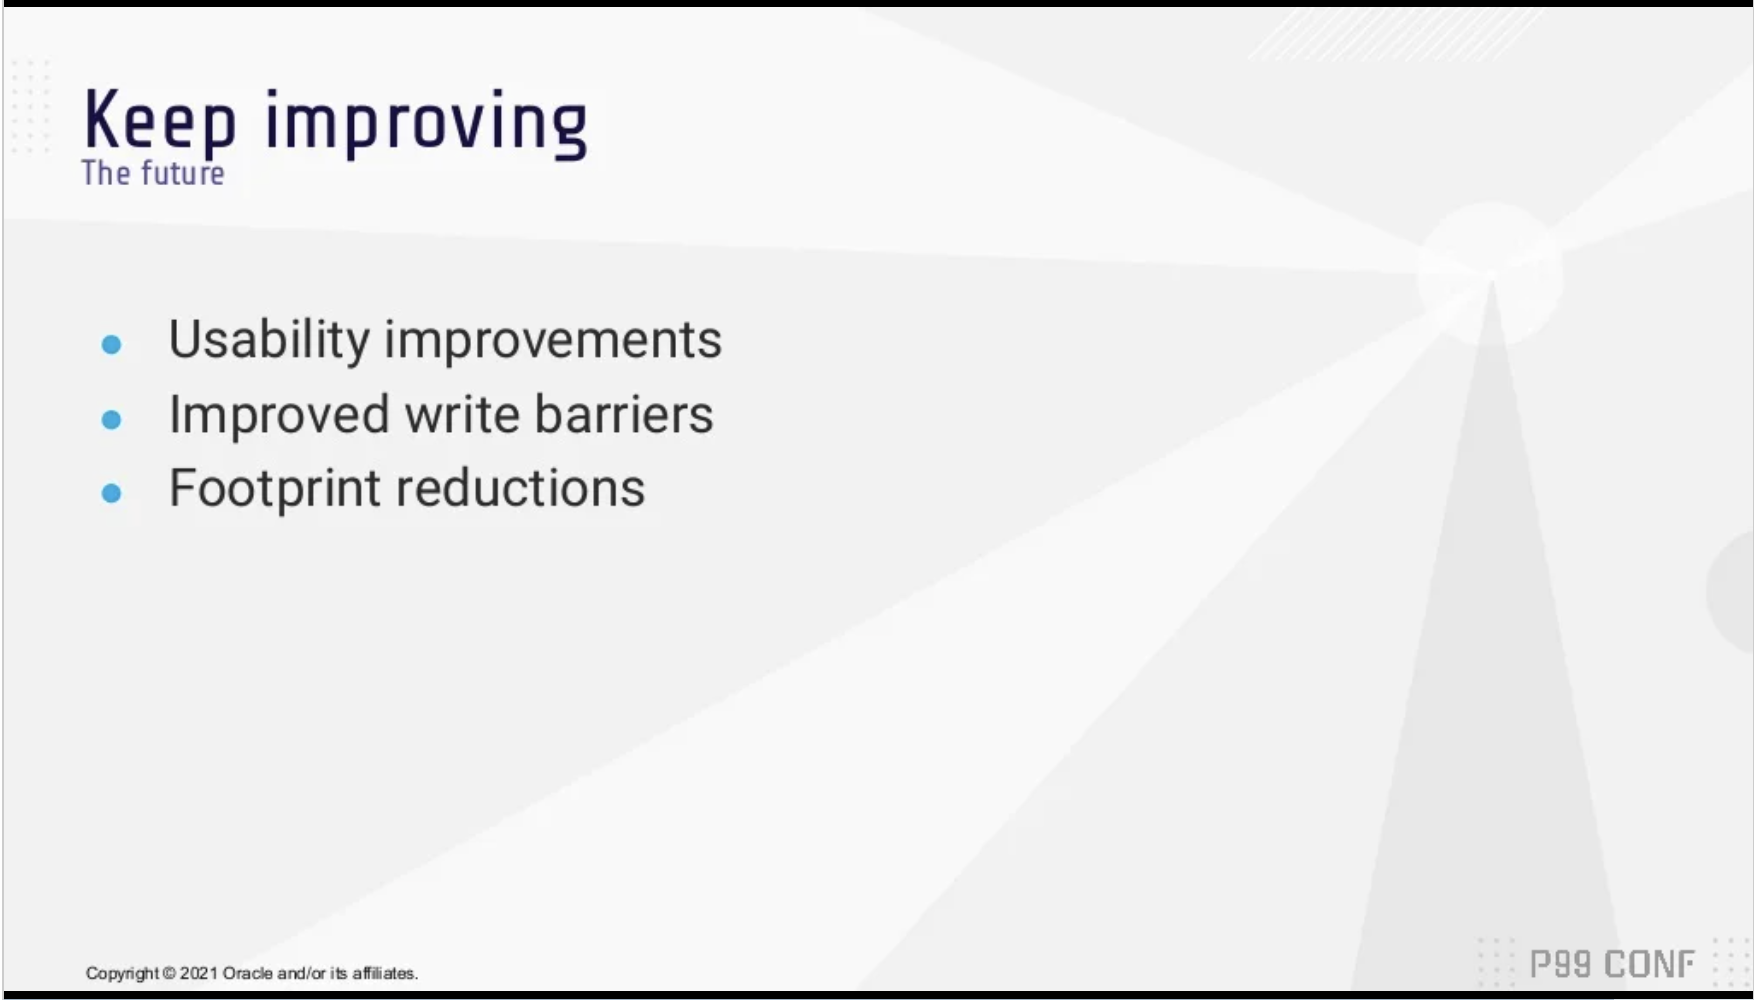 Keep improving
The future
Usability improvements
Improved write barriers
Footprint reductions
Copyright © 2021 Oracle and/or its affiliates.
P99 CONF